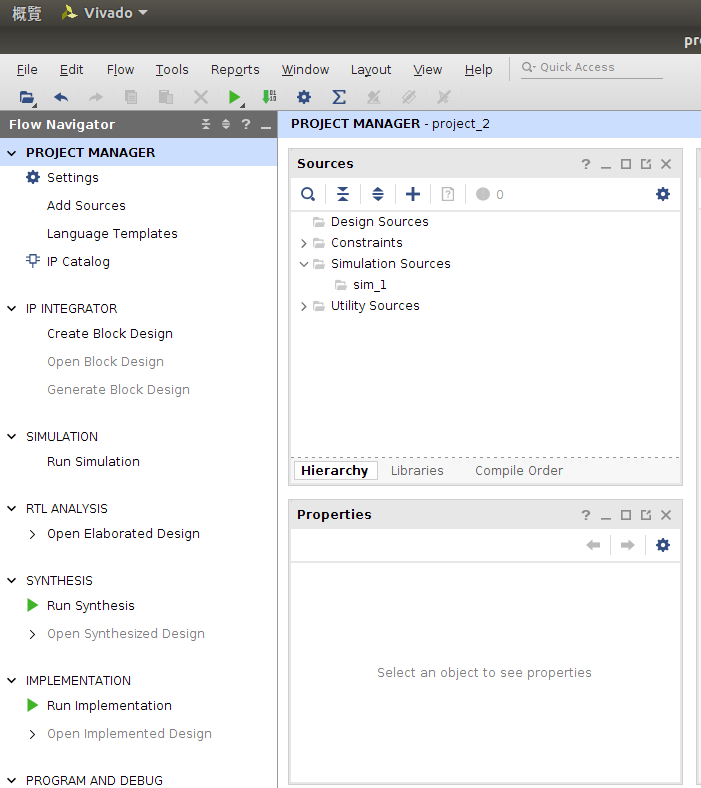 概覽 Vivado
pr
File Edit Flow Tools Reports Window Layout View Help Quick Access
Flow Navigator
PROJECT MANAGER
Settings
Add Sources
Language Templates
IP Catalog
IP INTEGRATOR
Create Block Design
Open Block Design
Generate Block Design
SIMULATION
Run Simulation
RTL ANALYSIS
Open Elaborated Design
SYNTHESIS
Run Synthesis
Open Synthesized Design
IMPLEMENTATION
Run Implementation
Open Implemented Design
PROGRAM AND DEBUG
PROJECT MANAGER - project_2
Sources
0
Design Sources
Constraints
Simulation Sources
sim_1
Utility Sources
Hierarchy Libraries Compile Order
Properties
Select an object to see properties